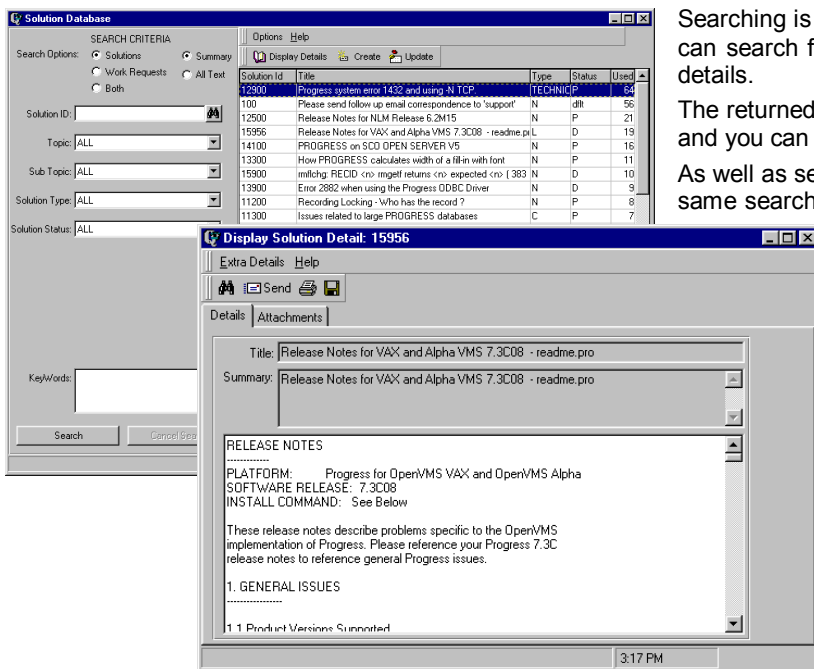 Solution Database
SEARCH CRITERIA
Search Options: Solutions Summary
Work Requests All Text
Both
Solution ID:
Topic: ALL
Sub Topic: ALL
Solution Type: ALL
Solution Status: ALL
KeyWords:
Search Cancel Sea
Options Help
Display Details Create Update
Solution Id Title Type Status Used
12900 Progress system error 1432 and using -N TCP. TECHNIC P 64
100 Please send follow up email correspondence to 'support' N dflt 56
12500 Release Notes for NLM Release 6.2M15 N P 21
15956 Release Notes for VAX and Alpha VMS 7.3C08 - readme.pr L D 19
14100 PROGRESS on SCO OPEN SERVER V5 N P 16
13300 How PROGRESS calculates width of a fill-in with font N P 11
15900 rmflchg: RECID <n> rmgetf returns <n> expected <n> ( 383 N D 10
13900 Error 2882 when using the Progress ODBC Driver N D 9
11200 Recording Locking - Who has the record ? N P 8
11300 Issues related to large PROGRESS databases C P 7
Searching is
can search f
details.
The returned
and you can
As well as se
same search
Display Solution Detail: 15956
Extra Details Help
Send
Details Attachments
Title: Release Notes for VAX and Alpha VMS 7.3C08 - readme.pro
Summary: Release Notes for VAX and Alpha VMS 7.3C08 - readme.pro
RELEASE NOTES
-------------
PLATFORM: Progress for OpenVMS VAX and OpenVMS Alpha
SOFTWARE RELEASE: 7.3C08
INSTALL COMMAND: See Below
These release notes describe problems specific to the OpenVMS
implementation of Progress. Please reference your Progress 7.3C
release notes to reference general Progress issues.
1. GENERAL ISSUES
-----------------
1.1 Product Versions Supported
3:17 PM